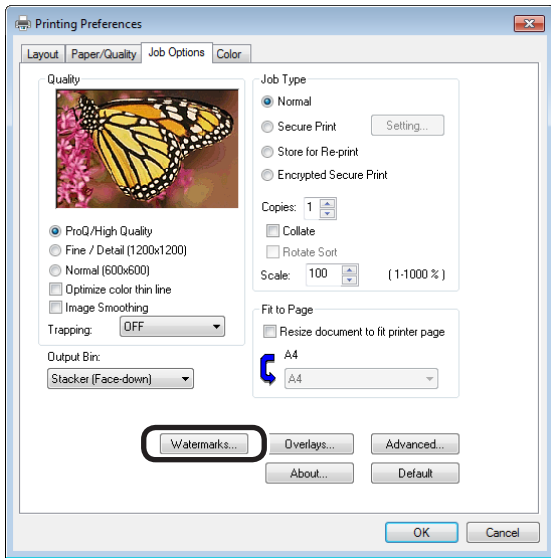 Printing Preferences
Layout Paper/Quality Job Options Color
Quality
ProQ/High Quality
Fine / Detail (1200x1200)
Normal (600x600)
Optimize color thin line
Image Smoothing
Trapping: OFF
Output Bin:
Stacker (Face-down)
Job Type
Normal
Secure Print Setting...
Store for Re-print
Encrypted Secure Print
Copies: 1
Collate
Rotate Sort
Scale: 100 (1-1000 %)
Fit to Page
Resize document to fit printer page
A4
A4
Watermarks... Overlays... Advanced...
About... Default
OK Cancel